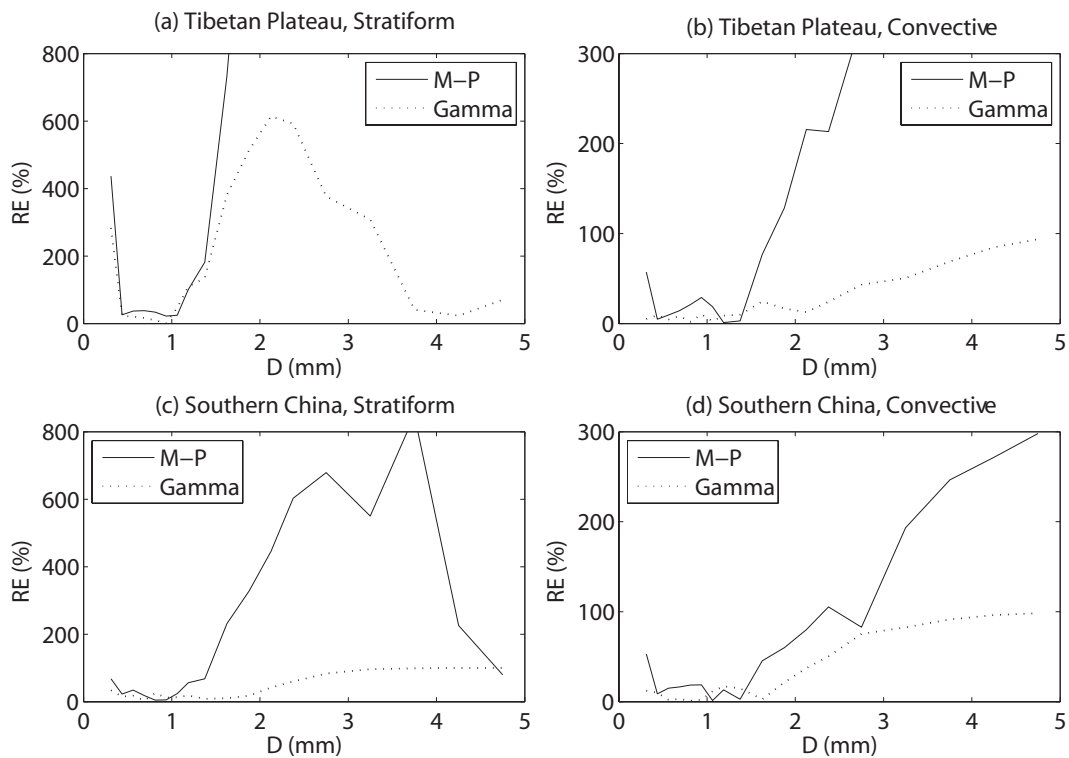 (a) Tibetan Plateau, Stratiform
800
600
400
200
0
RE (%)
0 1 2 3 4 5
D (mm)
M–P
Gamma
(b) Tibetan Plateau, Convective
300
200
100
0
RE (%)
0 1 2 3 4 5
D (mm)
M–P
Gamma
(c) Southern China, Stratiform
800
600
400
200
0
RE (%)
0 1 2 3 4 5
D (mm)
M–P
Gamma
(d) Southern China, Convective
300
200
100
0
RE (%)
0 1 2 3 4 5
D (mm)
M–P
Gamma